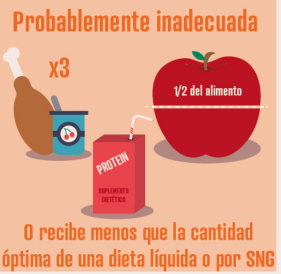 Probablemente inadecuada
x3
1/2 del alimento
PROTEIN
SUPLEMENTO
DIETÉTICO
O recibe menos que la cantidad
óptima de una dieta líquida o por SNG